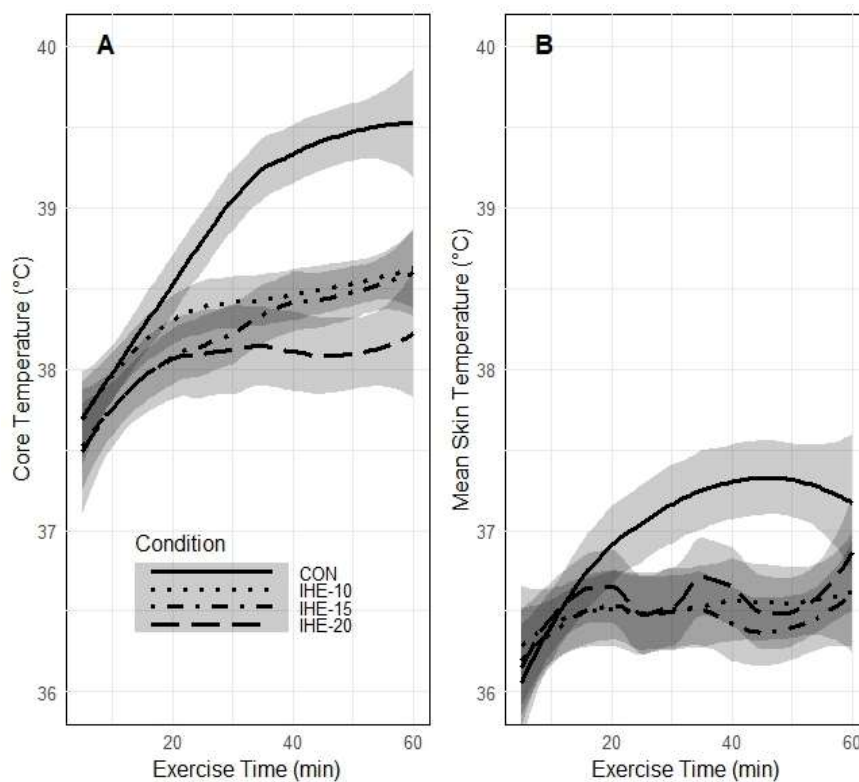 A
B
40
39
38
37
36
Core Temperature (°C)
Condition
CON
IHE-10
IHE-15
IHE-20
20
40
60
Exercise Time (min)
40
39
38
37
36
Mean Skin Temperature (°C)
20
40
60
Exercise Time (min)